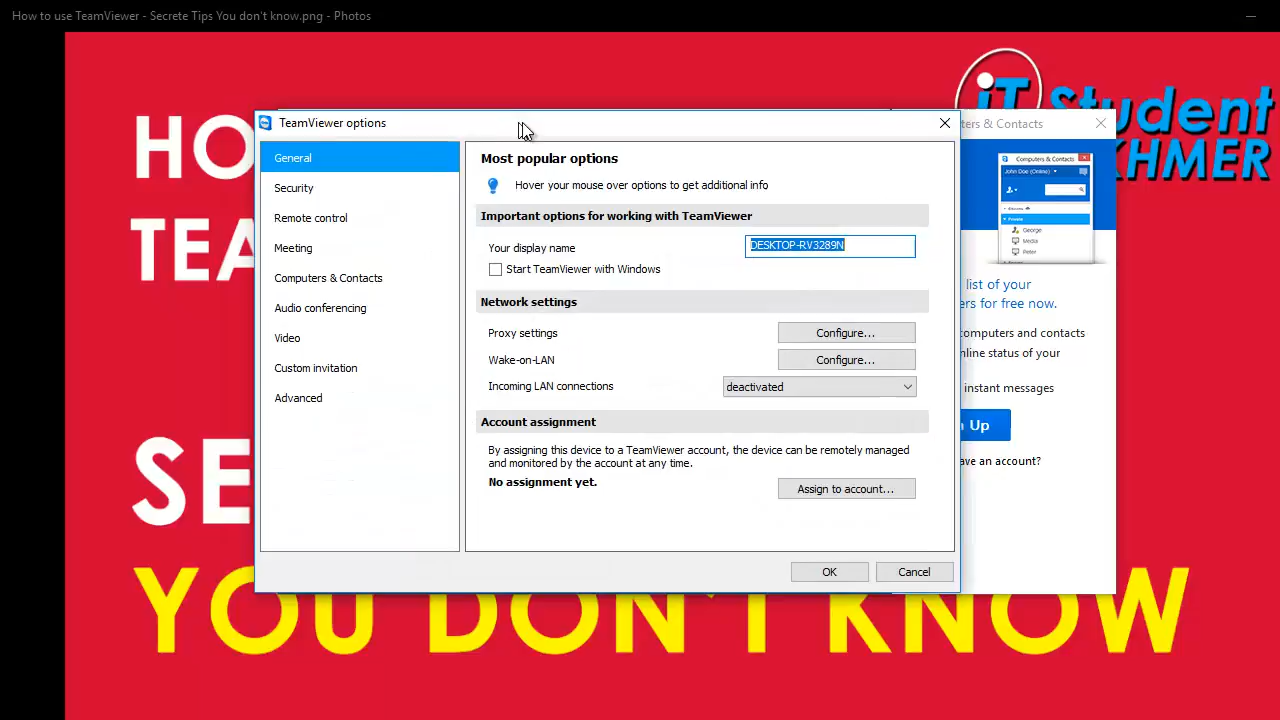 How to use TeamViewer - Secrete Tips You don't know.png - Photos
HO
TEA
SE
YOU DON'T KNOW
iT Student
KHMER
TeamViewer options
General
Security
Remote control
Meeting
Computers & Contacts
Audio conferencing
Video
Custom invitation
Advanced
Most popular options
Hover your mouse over options to get additional info
Important options for working with TeamViewer
Your display name
DESKTOP-RV3289N
Start TeamViewer with Windows
Network settings
Proxy settings
Configure...
Wake-on-LAN
Configure...
Incoming LAN connections
deactivated
Account assignment
By assigning this device to a TeamViewer account, the device can be remotely managed
and monitored by the account at any time.
No assignment yet.
Assign to account...
OK
Cancel
ters & Contacts
Computers & Contacts
John Doe (Online)
Private
George
Media
Peter
list of your
ers for free now.
computers and contacts
nline status of your
instant messages
n Up
ave an account?